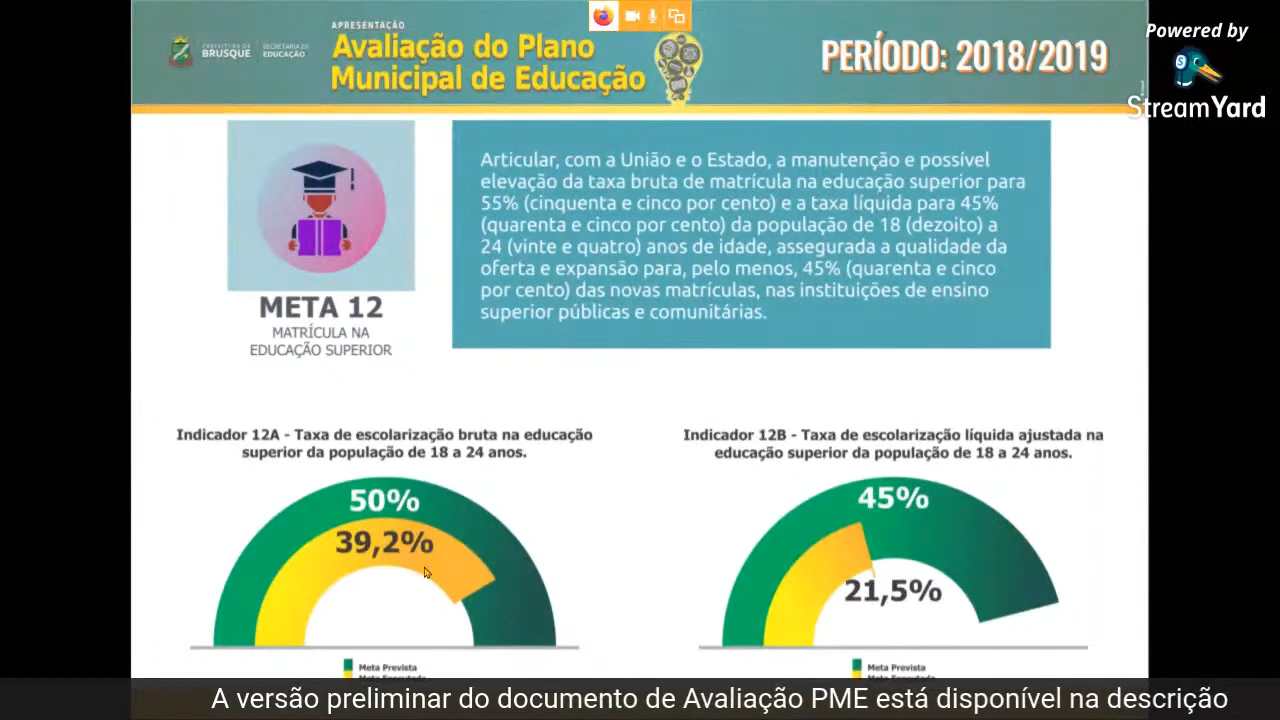 APRESENTAÇÃO
Avaliação do Plano
Municipal de Educação
PREFEITURA DE
BRUSQUE
SECRETARIA DE
EDUCAÇÃO
PERÍODO: 2018/2019
Powered by
StreamYard
Articular, com a União e o Estado, a manutenção e possível
elevação da taxa bruta de matrícula na educação superior para
55% (cinquenta e cinco por cento) e a taxa líquida para 45%
(quarenta e cinco por cento) da população de 18 (dezoito) a
24 (vinte e quatro) anos de idade, assegurada a qualidade da
oferta e expansão para, pelo menos, 45% (quarenta e cinco
por cento) das novas matrículas, nas instituições de ensino
superior públicas e comunitárias.
META 12
MATRÍCULA NA
EDUCAÇÃO SUPERIOR
Indicador 12A - Taxa de escolarização bruta na educação
superior da população de 18 a 24 anos.
50%
39,2%
Meta Prevista
Indicador 12B - Taxa de escolarização líquida ajustada na
educação superior da população de 18 a 24 anos.
45%
21,5%
Meta Prevista
A versão preliminar do documento de Avaliação PME está disponível na descrição